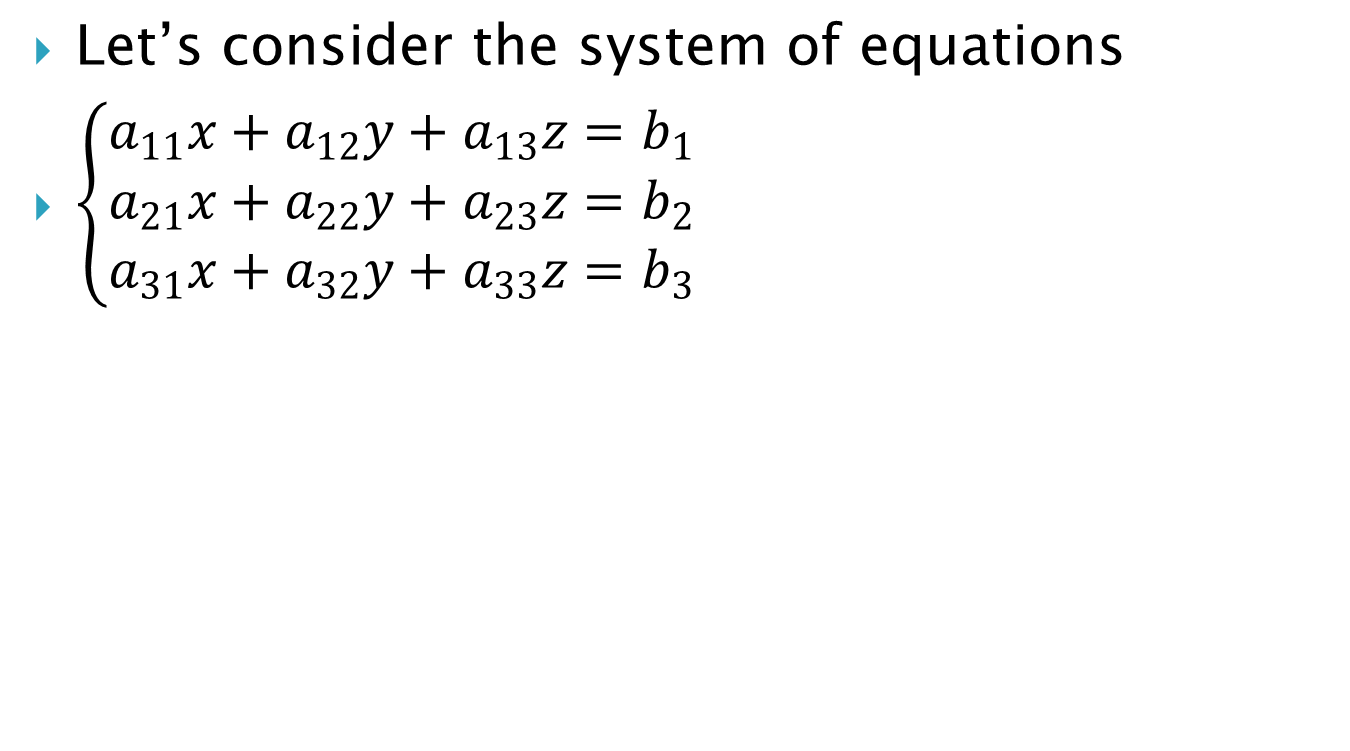 Let’s consider the system of equations
a₁₁x + a₁₂y + a₁₃z = b₁
a₂₁x + a₂₂y + a₂₃z = b₂
a₃₁x + a₃₂y + a₃₃z = b₃